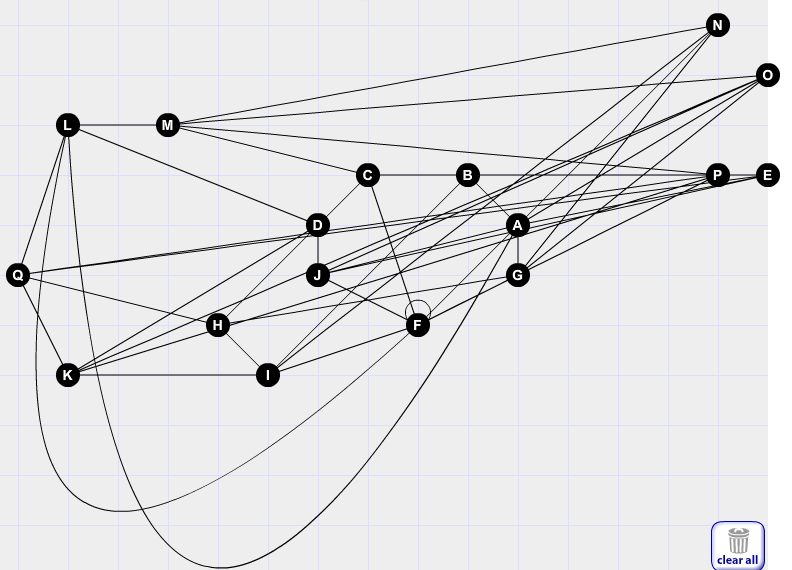 N
O
L M
C B P E
D A
Q J G
H F
K I
clear all